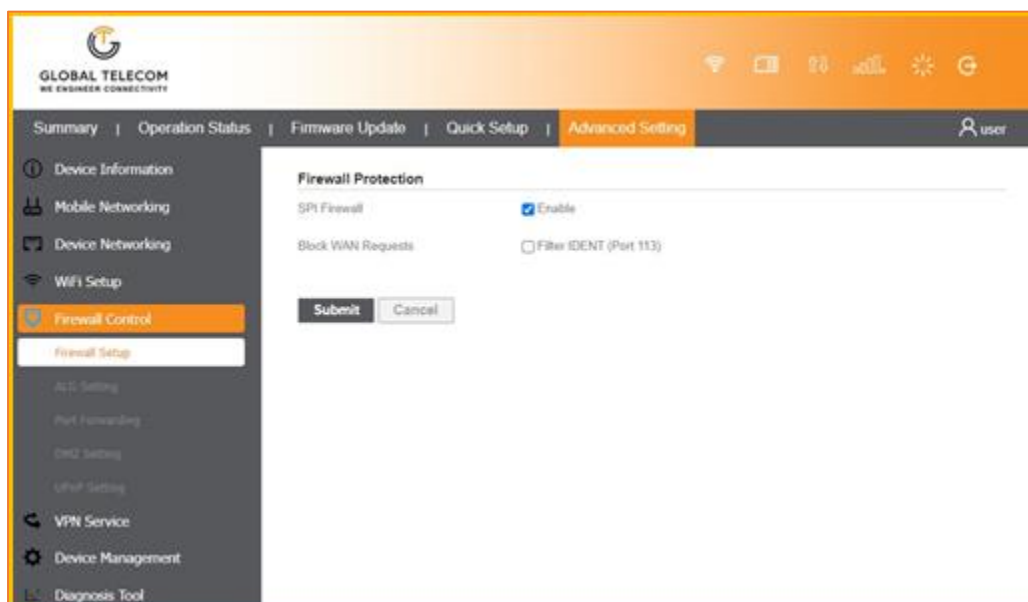 GLOBAL TELECOM
WE ENGINEER CONNECTIVITY
Summary | Operation Status | Firmware Update | Quick Setup | Advanced Setting
user
Device Information
Mobile Networking
Device Networking
WiFi Setup
Firewall Control
Firewall Setup
ALG Setting
Port Forwarding
DMZ Setting
UPnP Setting
VPN Service
Device Management
Diagnosis Tool
Firewall Protection
SPI Firewall
Enable
Block WAN Requests
Filter IDENT (Port 113)
Submit
Cancel